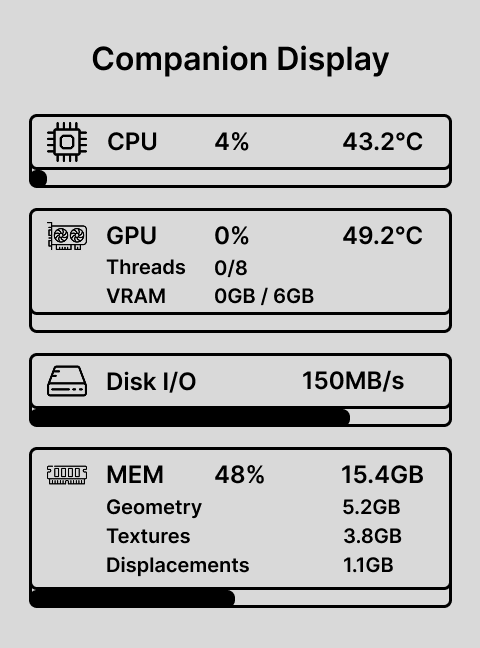 Companion Display
CPU 4% 43.2°C
GPU 0% 49.2°C
Threads 0/8
VRAM 0GB / 6GB
Disk I/O 150MB/s
MEM 48% 15.4GB
Geometry 5.2GB
Textures 3.8GB
Displacements 1.1GB